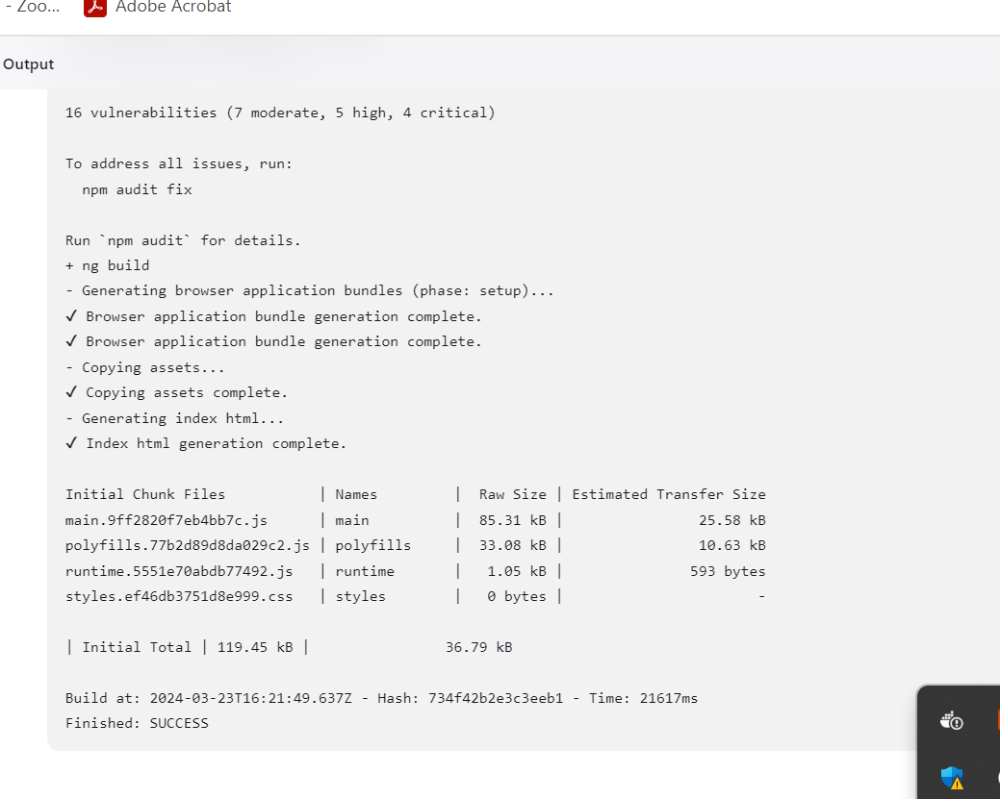 - Zoo... Adobe Acrobat
Output
16 vulnerabilities (7 moderate, 5 high, 4 critical)
To address all issues, run:
npm audit fix
Run `npm audit` for details.
+ ng build
- Generating browser application bundles (phase: setup)...
✓ Browser application bundle generation complete.
✓ Browser application bundle generation complete.
- Copying assets...
✓ Copying assets complete.
- Generating index html...
✓ Index html generation complete.
Initial Chunk Files | Names | Raw Size | Estimated Transfer Size
main.9ff2820f7eb4bb7c.js | main | 85.31 kB | 25.58 kB
polyfills.77b2d89d8da029c2.js | polyfills | 33.08 kB | 10.63 kB
runtime.5551e70abdb77492.js | runtime | 1.05 kB | 593 bytes
styles.ef46db3751d8e999.css | styles | 0 bytes | -
| Initial Total | 119.45 kB | 36.79 kB
Build at: 2024-03-23T16:21:49.637Z - Hash: 734f42b2e3c3eeb1 - Time: 21617ms
Finished: SUCCESS